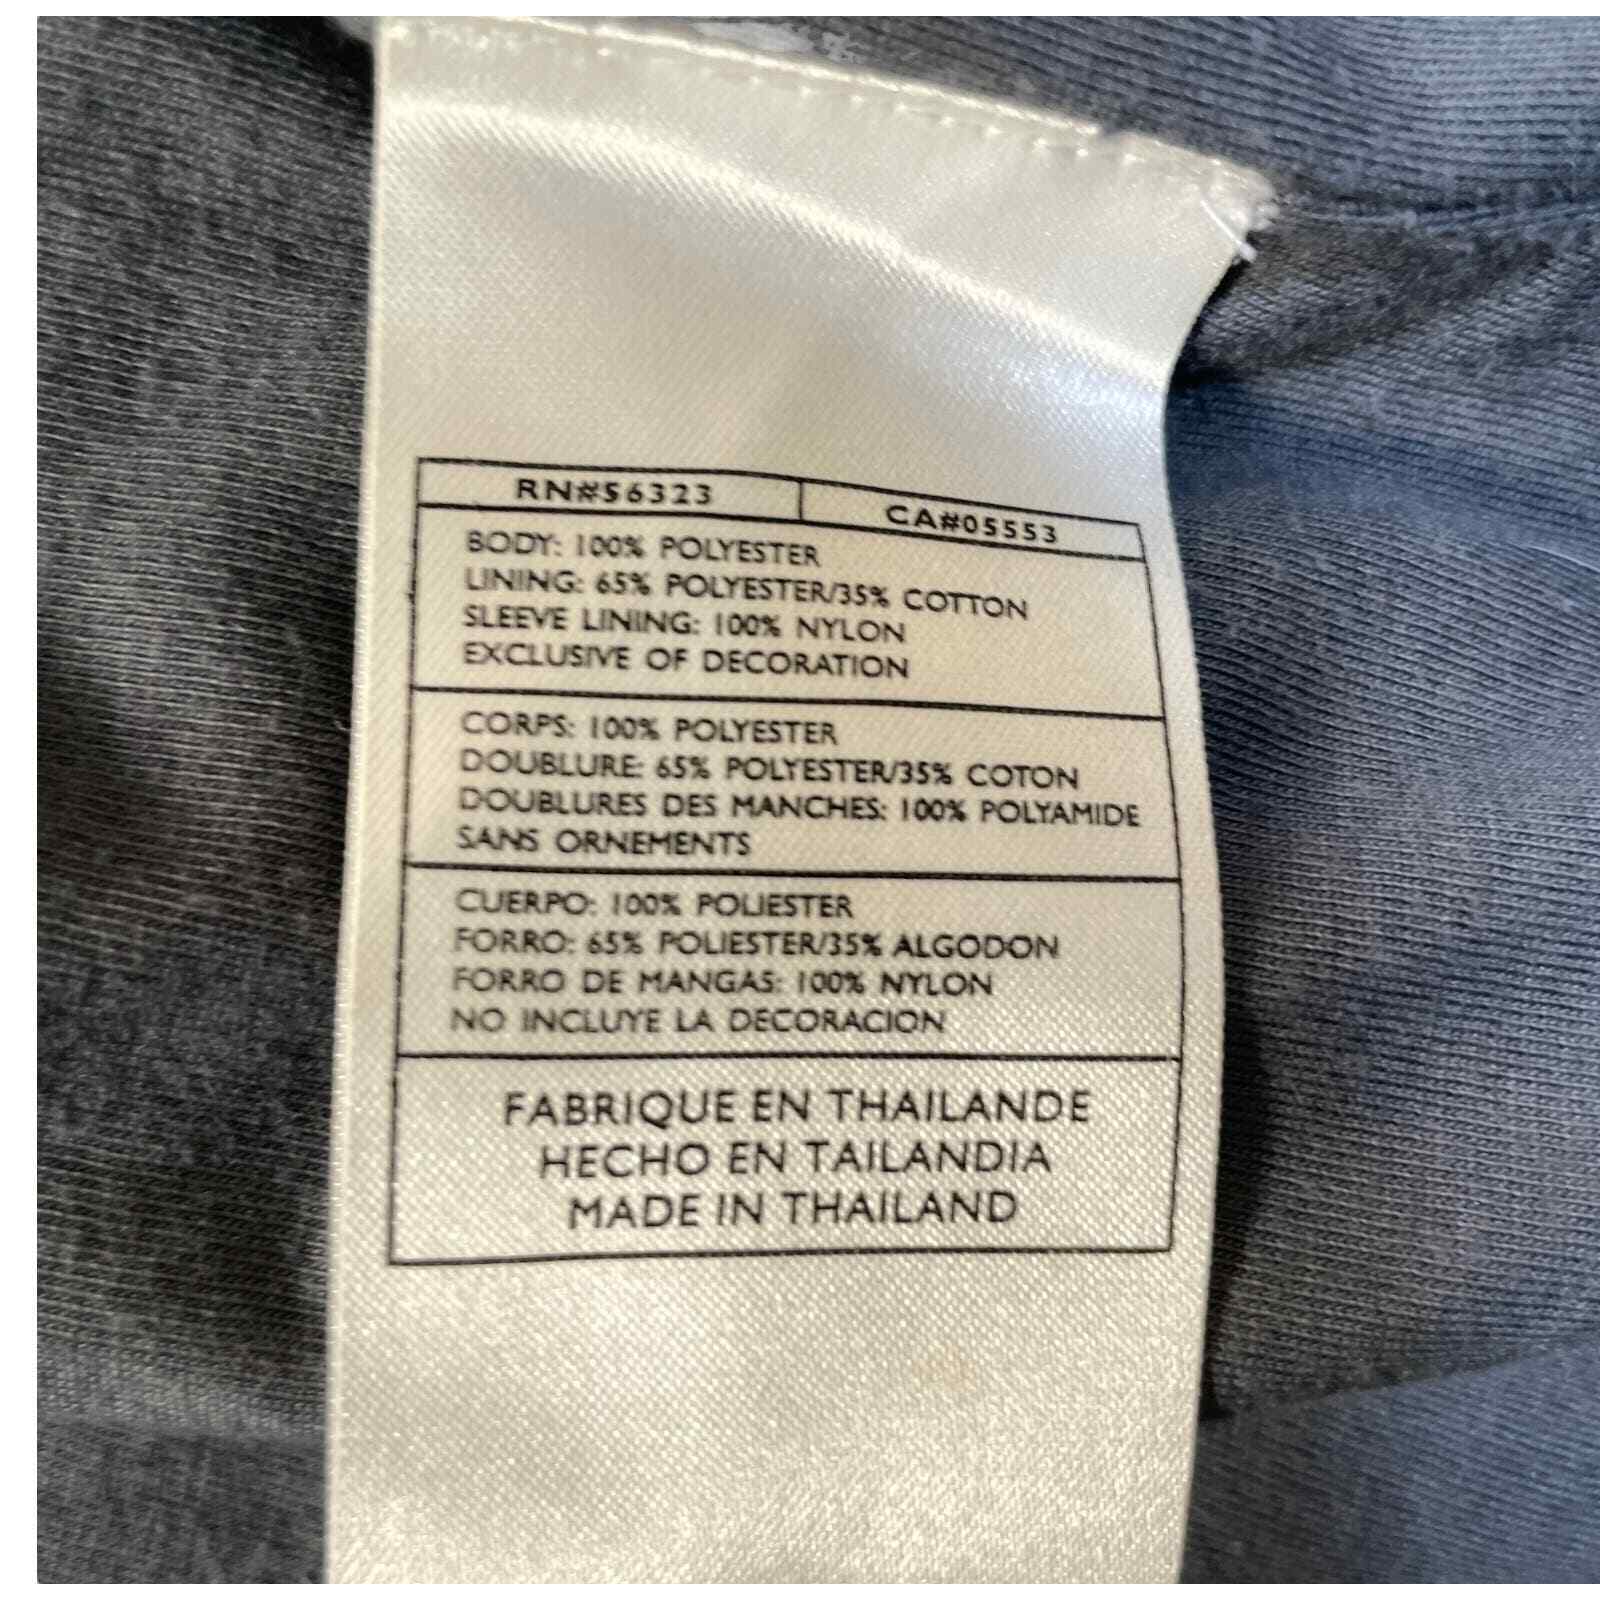 RN#56323
CA#05553
BODY: 100% POLYESTER
LINING: 65% POLYESTER/35% COTTON
SLEEVE LINING: 100% NYLON
EXCLUSIVE OF DECORATION
CORPS: 100% POLYESTER
DOUBLURE: 65% POLYESTER/35% COTON
DOUBLURES DES MANCHES: 100% POLYAMIDE
SANS ORNEMENTS
CUERPO: 100% POLIESTER
FORRO: 65% POLIESTER/35% ALGODON
FORRO DE MANGAS: 100% NYLON
NO INCLUYE LA DECORACION
FABRIQUE EN THAILANDE
HECHO EN TAILANDIA
MADE IN THAILAND